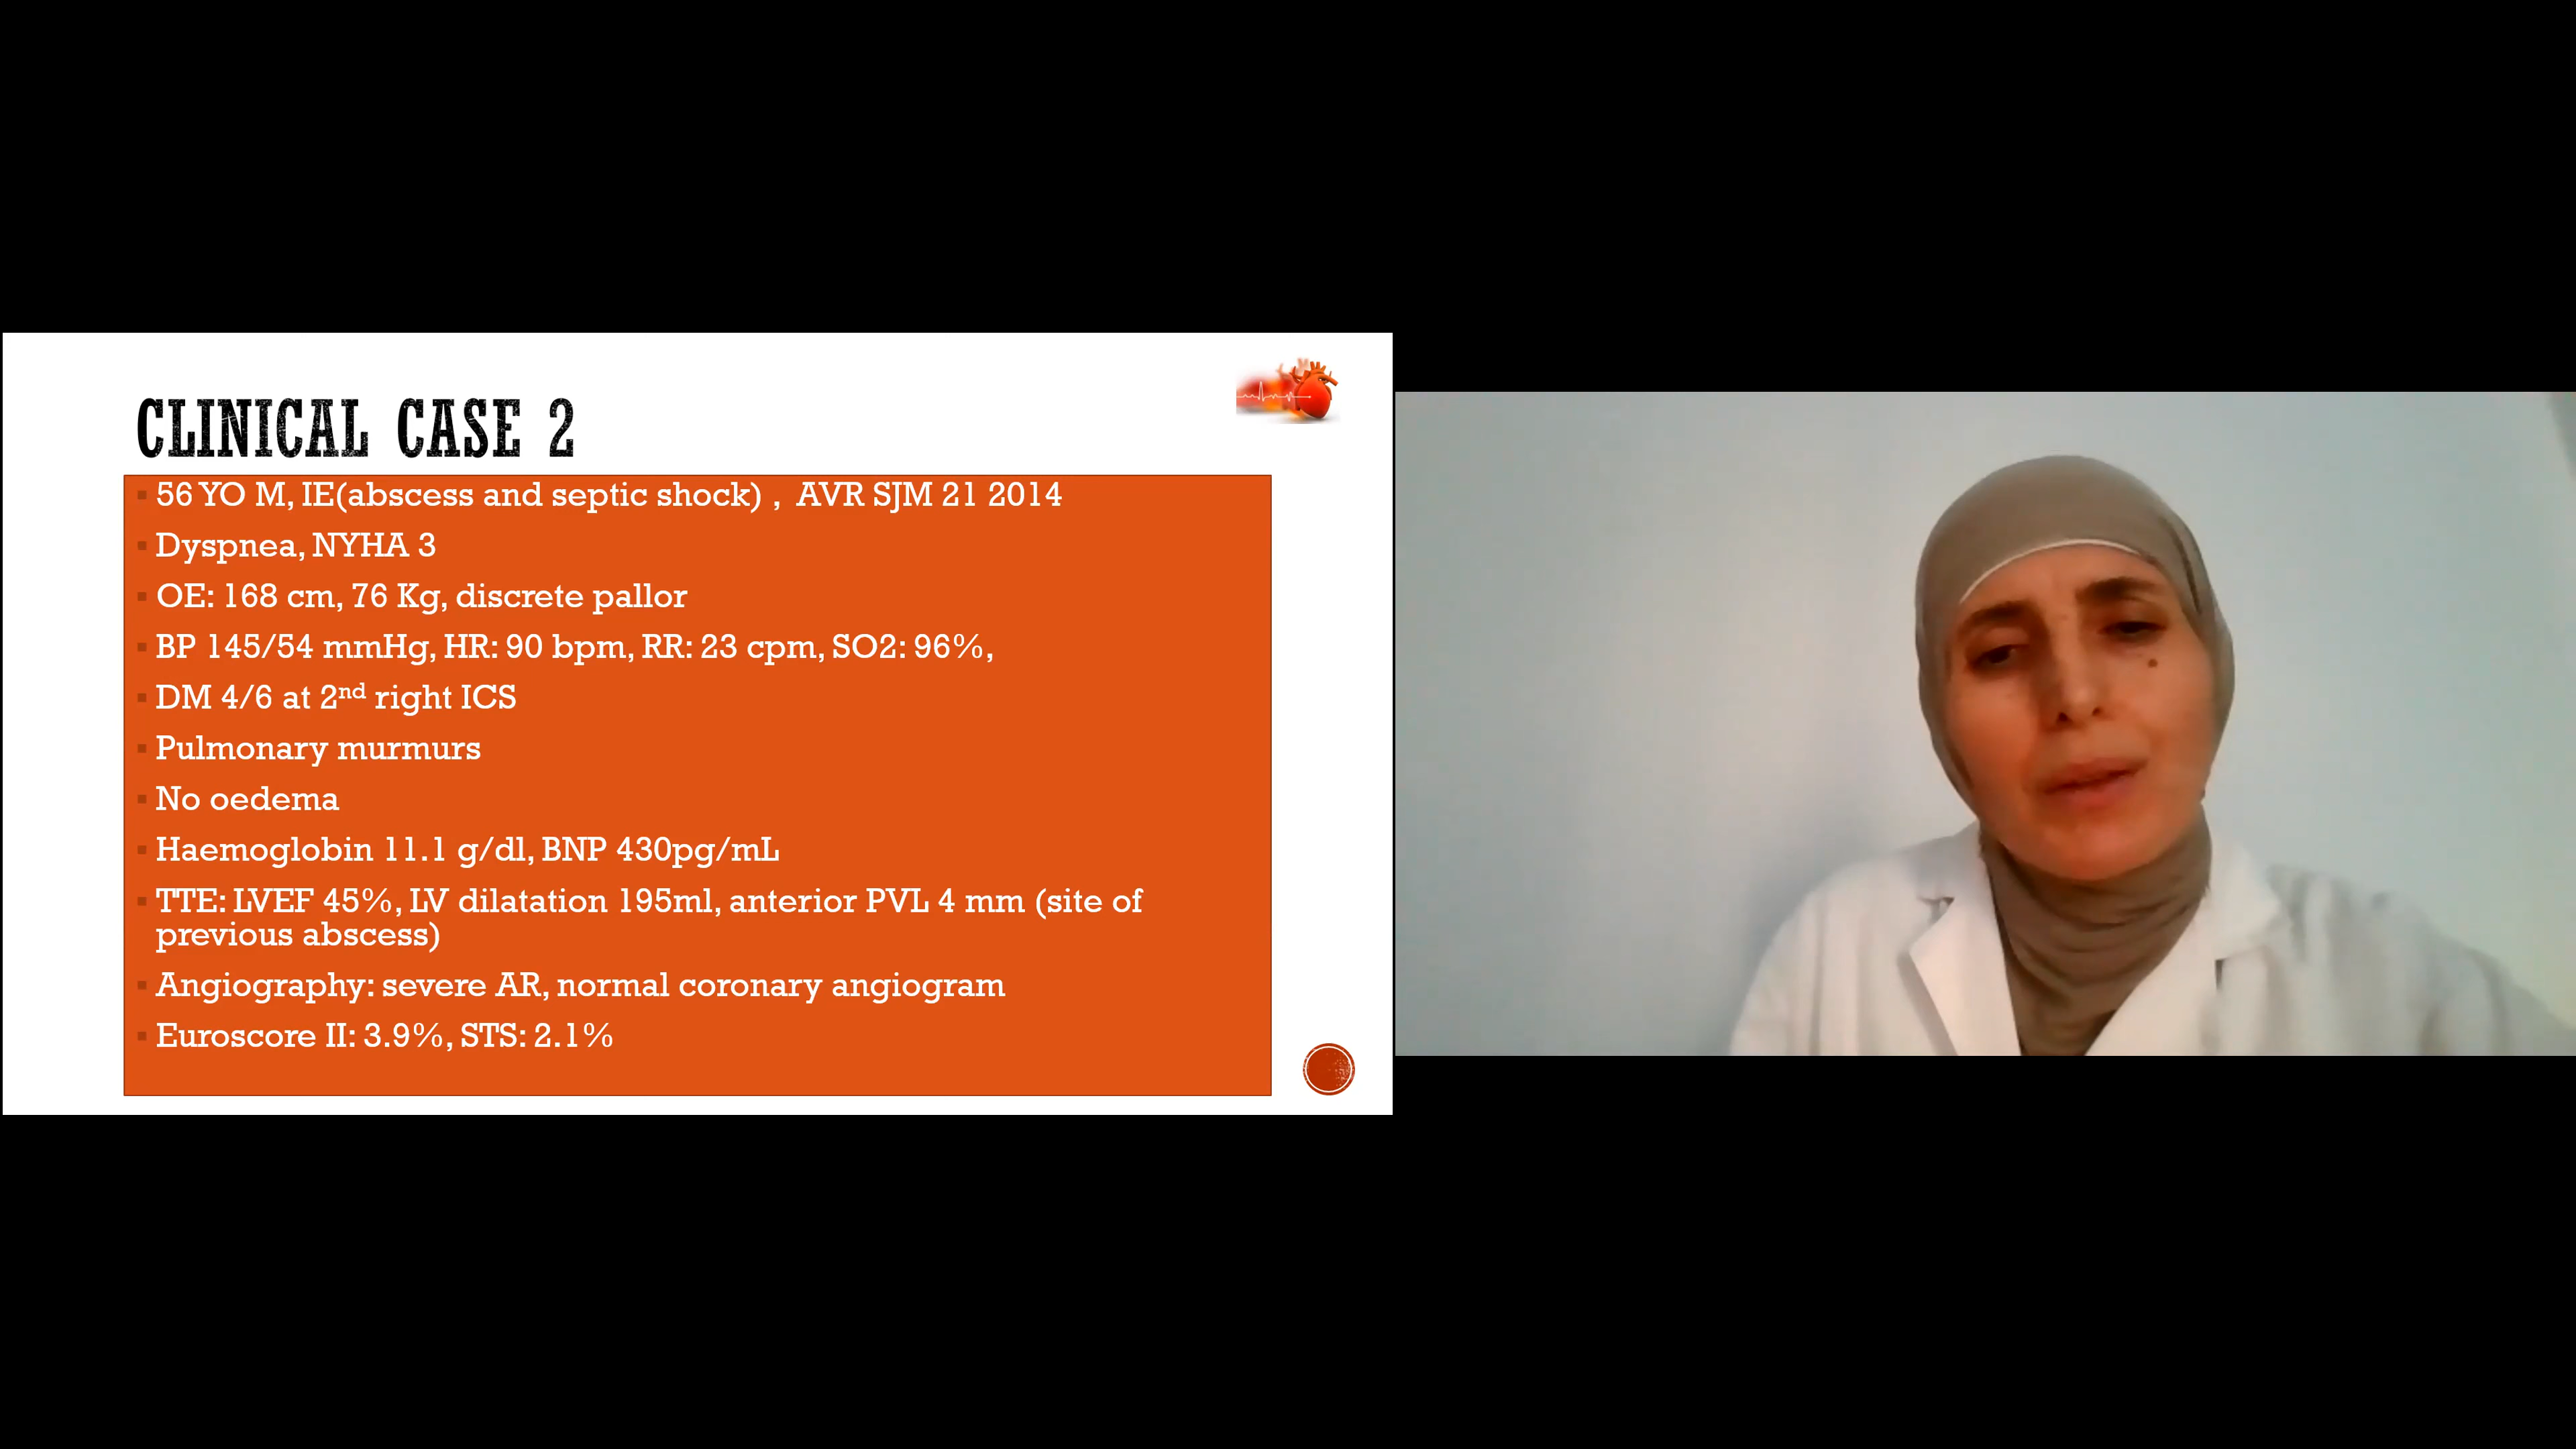 CLINICAL CASE 2
56 YO M, IE(abscess and septic shock) , AVR SJM 21 2014
Dyspnea, NYHA 3
OE: 168 cm, 76 Kg, discrete pallor
BP 145/54 mmHg, HR: 90 bpm, RR: 23 cpm, SO2: 96%,
DM 4/6 at 2nd right ICS
Pulmonary murmurs
No oedema
Haemoglobin 11.1 g/dl, BNP 430pg/mL
TTE: LVEF 45%, LV dilatation 195ml, anterior PVL 4 mm (site of
previous abscess)
Angiography: severe AR, normal coronary angiogram
Euroscore II: 3.9%, STS: 2.1%